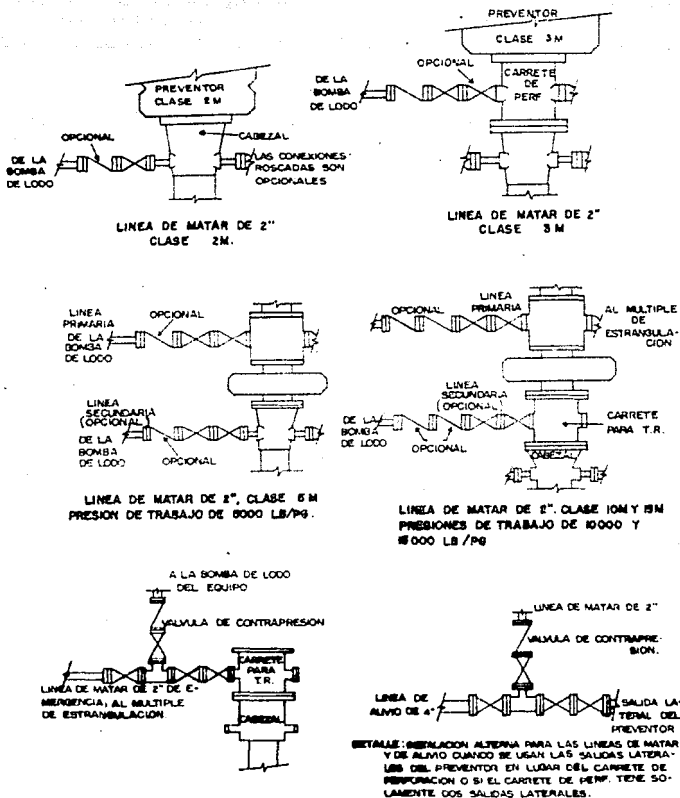 PREVENTOR
CLASE 2 M
OPCIONAL
CABEZAL
DE LA
BOMBA
DE LODO
LAS CONEXIONES
ROSCADAS SON
OPCIONALES
LINEA DE MATAR DE 2"
CLASE 2M.
PREVENTOR
CLASE 3 M
OPCIONAL
CARRETE
DE
PERF.
DE LA
BOMBA
DE LODO
LINEA DE MATAR DE 2"
CLASE 3 M
LINEA
PRIMARIA
DE LA
BOMBA
DE LODO
OPCIONAL
LINEA
SECUNDARIA
(OPCIONAL)
DE LA
BOMBA
DE LODO
OPCIONAL
LINEA DE MATAR DE 2", CLASE 5 M
PRESION DE TRABAJO DE 5000 LB/PG.
OPCIONAL
LINEA
PRIMARIA
AL MULTIPLE
DE
ESTRANGULA-
CION
LINEA
SECUNDARIA
(OPCIONAL)
DE LA
BOMBA
DE LODO
OPCIONAL
CARRETE
PARA T.R.
CABEZAL
LINEA DE MATAR DE 2". CLASE 10M Y 15M
PRESIONES DE TRABAJO DE 10000 Y
15000 LB/PG
A LA BOMBA DE LODO
DEL EQUIPO
VALVULA DE CONTRAPRESION
CARRETE
PARA
T.R.
CABEZAL
LINEA DE MATAR DE 2" DE E-
MERGENCIA; AL MULTIPLE
DE ESTRANGULACION.
LINEA DE MATAR DE 2"
VALVULA DE CONTRAPRE-
SION.
LINEA DE
ALIVIO DE 4"
SALIDA LA-
TERAL DEL
PREVENTOR
DETALLE: INSTALACION ALTERNA PARA LAS LINEAS DE MATAR
Y DE ALIVIO CUANDO SE USAN LAS SALIDAS LATERA-
LES DEL PREVENTOR EN LUGAR DEL CARRETE DE
PERFORACION O SI EL CARRETE DE PERF. TIENE SO-
LAMENTE DOS SALIDAS LATERALES.